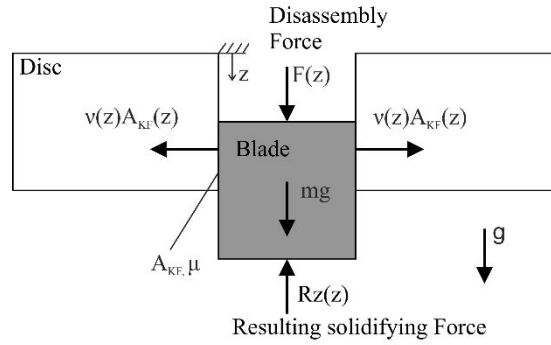 Disassembly
Force
Disc
z
F(z)
ν(z)A_KF(z)
ν(z)A_KF(z)
Blade
mg
g
A_KF, μ
Rz(z)
Resulting solidifying Force